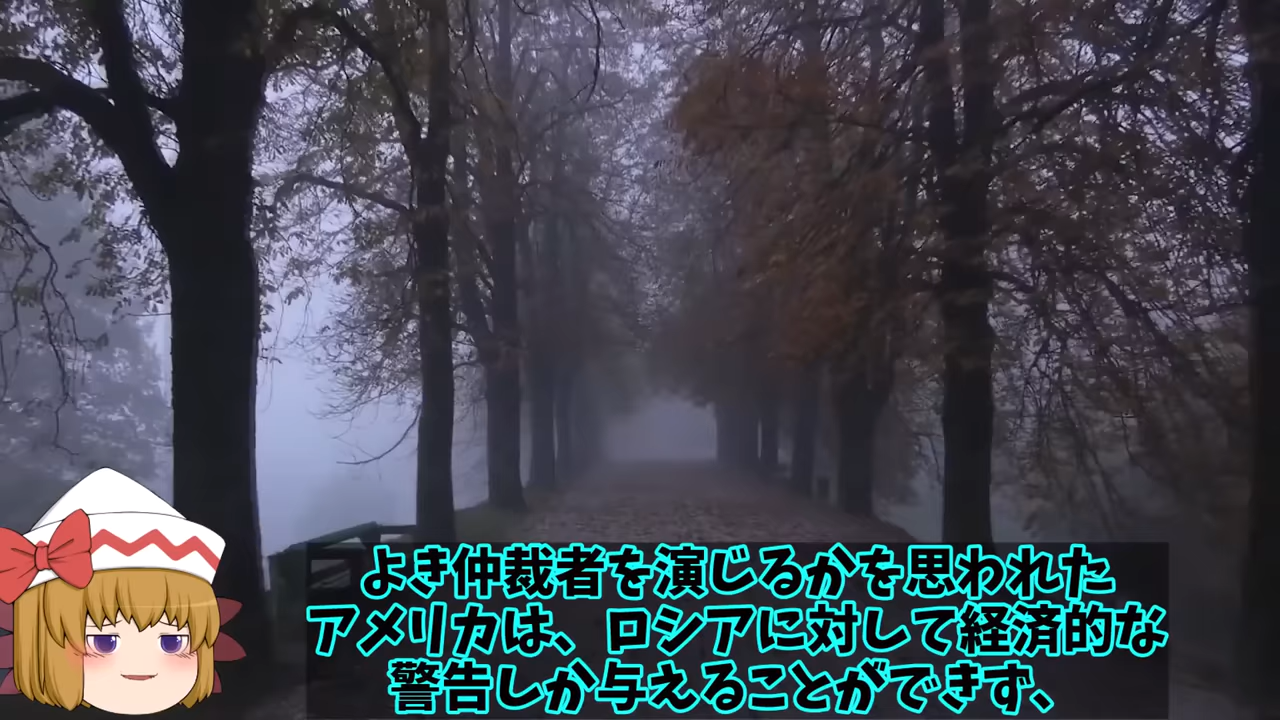 よき仲裁者を演じるかを思われた
アメリカは、ロシアに対して経済的な
警告しか与えることができず、